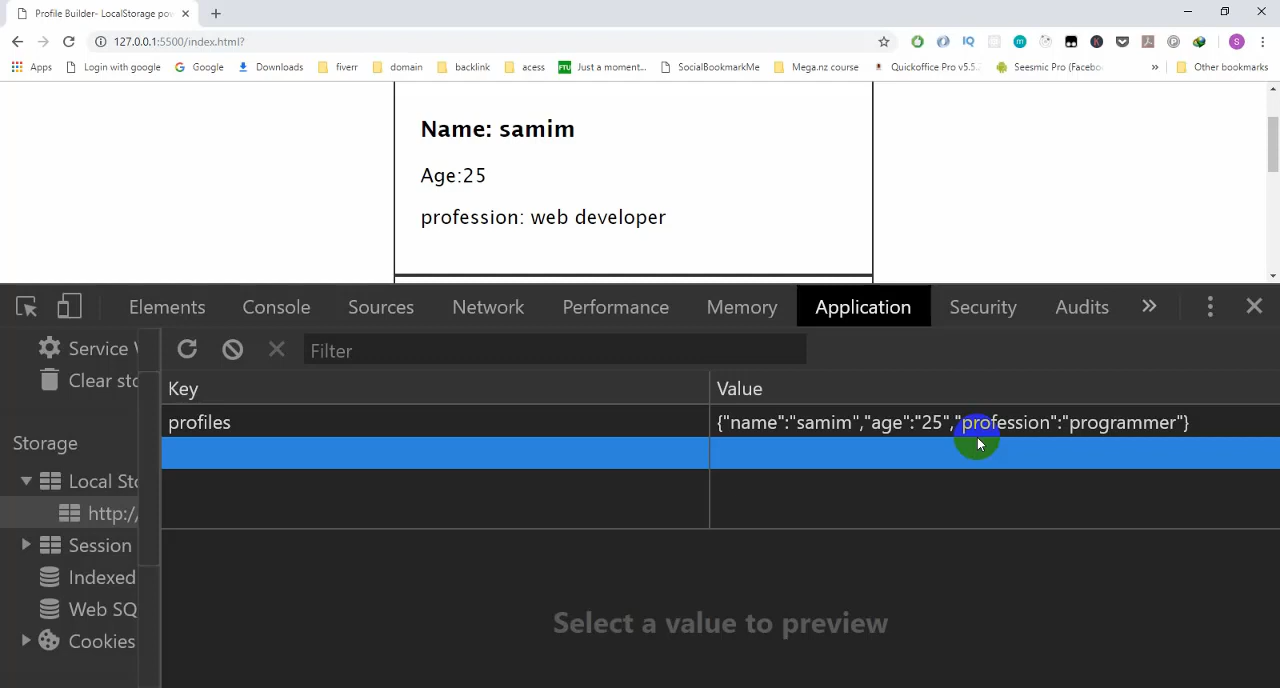 Profile Builder- LocalStorage pow
127.0.0.1:5500/index.html?
IQ m K S
Apps Login with google Google Downloads fiverr domain backlink acess FTU Just a moment... SocialBookmarkMe Mega.nz course Quickoffice Pro v5.5. Seesmic Pro (Facebo » Other bookmarks
Name: samim
Age:25
profession: web developer
Elements Console Sources Network Performance Memory Application Security Audits »
Service
Clear sto
Filter
Key Value
profiles {"name":"samim","age":"25","profession":"programmer"}
Storage
Local Sto
http:/
Session
Indexed
Web SQ
Cookies
Select a value to preview